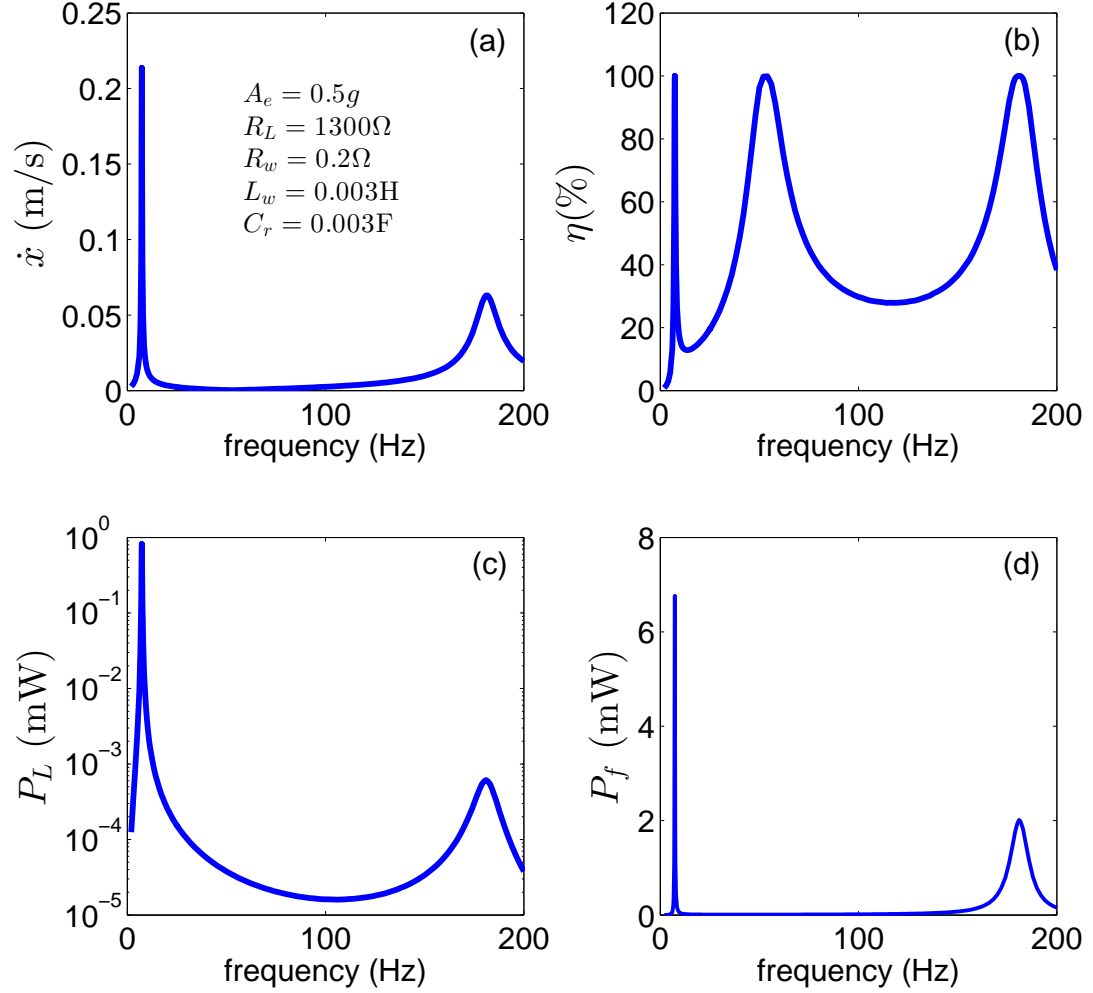 (a)
0.25
0.2
0.15
0.1
0.05
0
ẋ (m/s)
A_e = 0.5g
R_L = 1300Ω
R_w = 0.2Ω
L_w = 0.003H
C_r = 0.003F
0 100 200
frequency (Hz)
(b)
120
100
80
60
40
20
0
η(%)
0 100 200
frequency (Hz)
(c)
10^0
10^−1
10^−2
10^−3
10^−4
10^−5
P_L (mW)
0 100 200
frequency (Hz)
(d)
8
6
4
2
0
P_f (mW)
0 100 200
frequency (Hz)